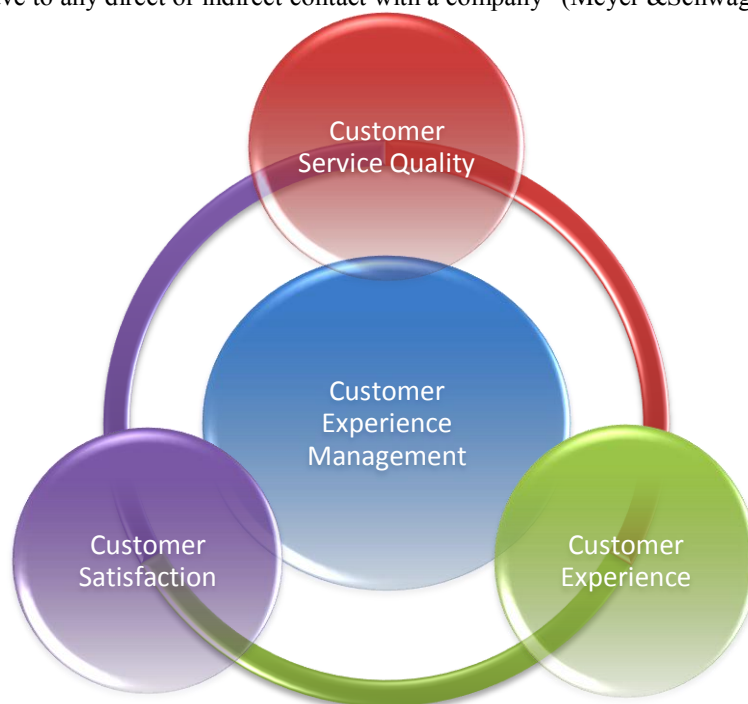 to any direct or indirect contact with a company" (Meyer &Schwag
Customer
Service Quality
Customer
Experience
Management
Customer
Satisfaction
Customer
Experience